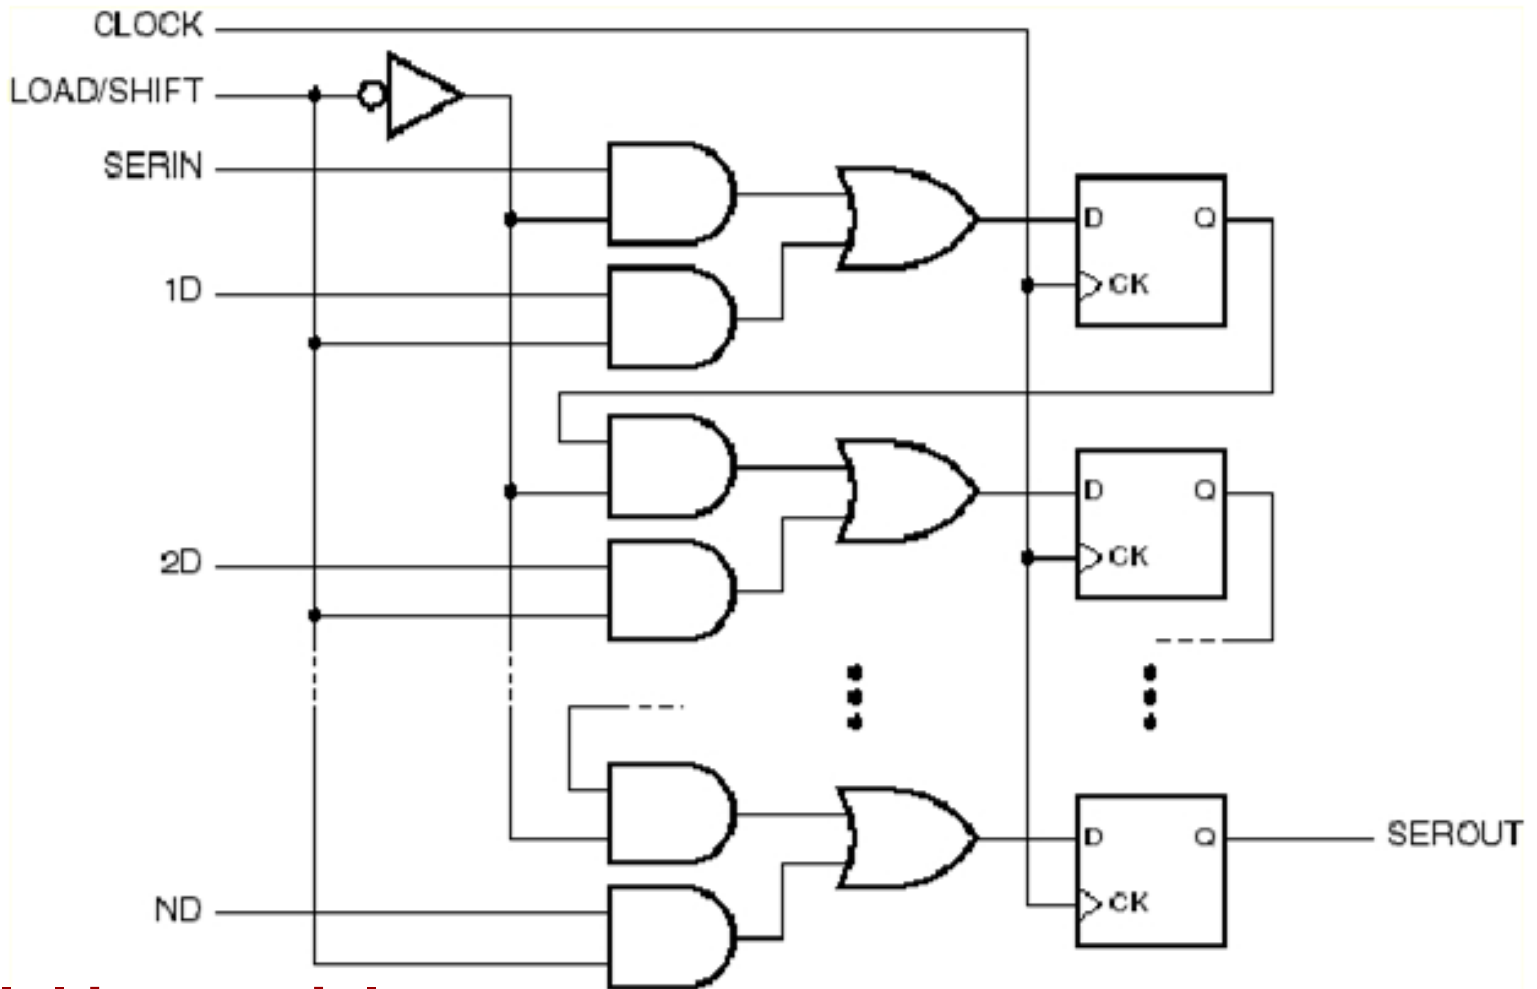 CLOCK
LOAD/SHIFT
SERIN
D Q
1D
CK
D Q
2D
CK
D Q
SEROUT
ND
CK